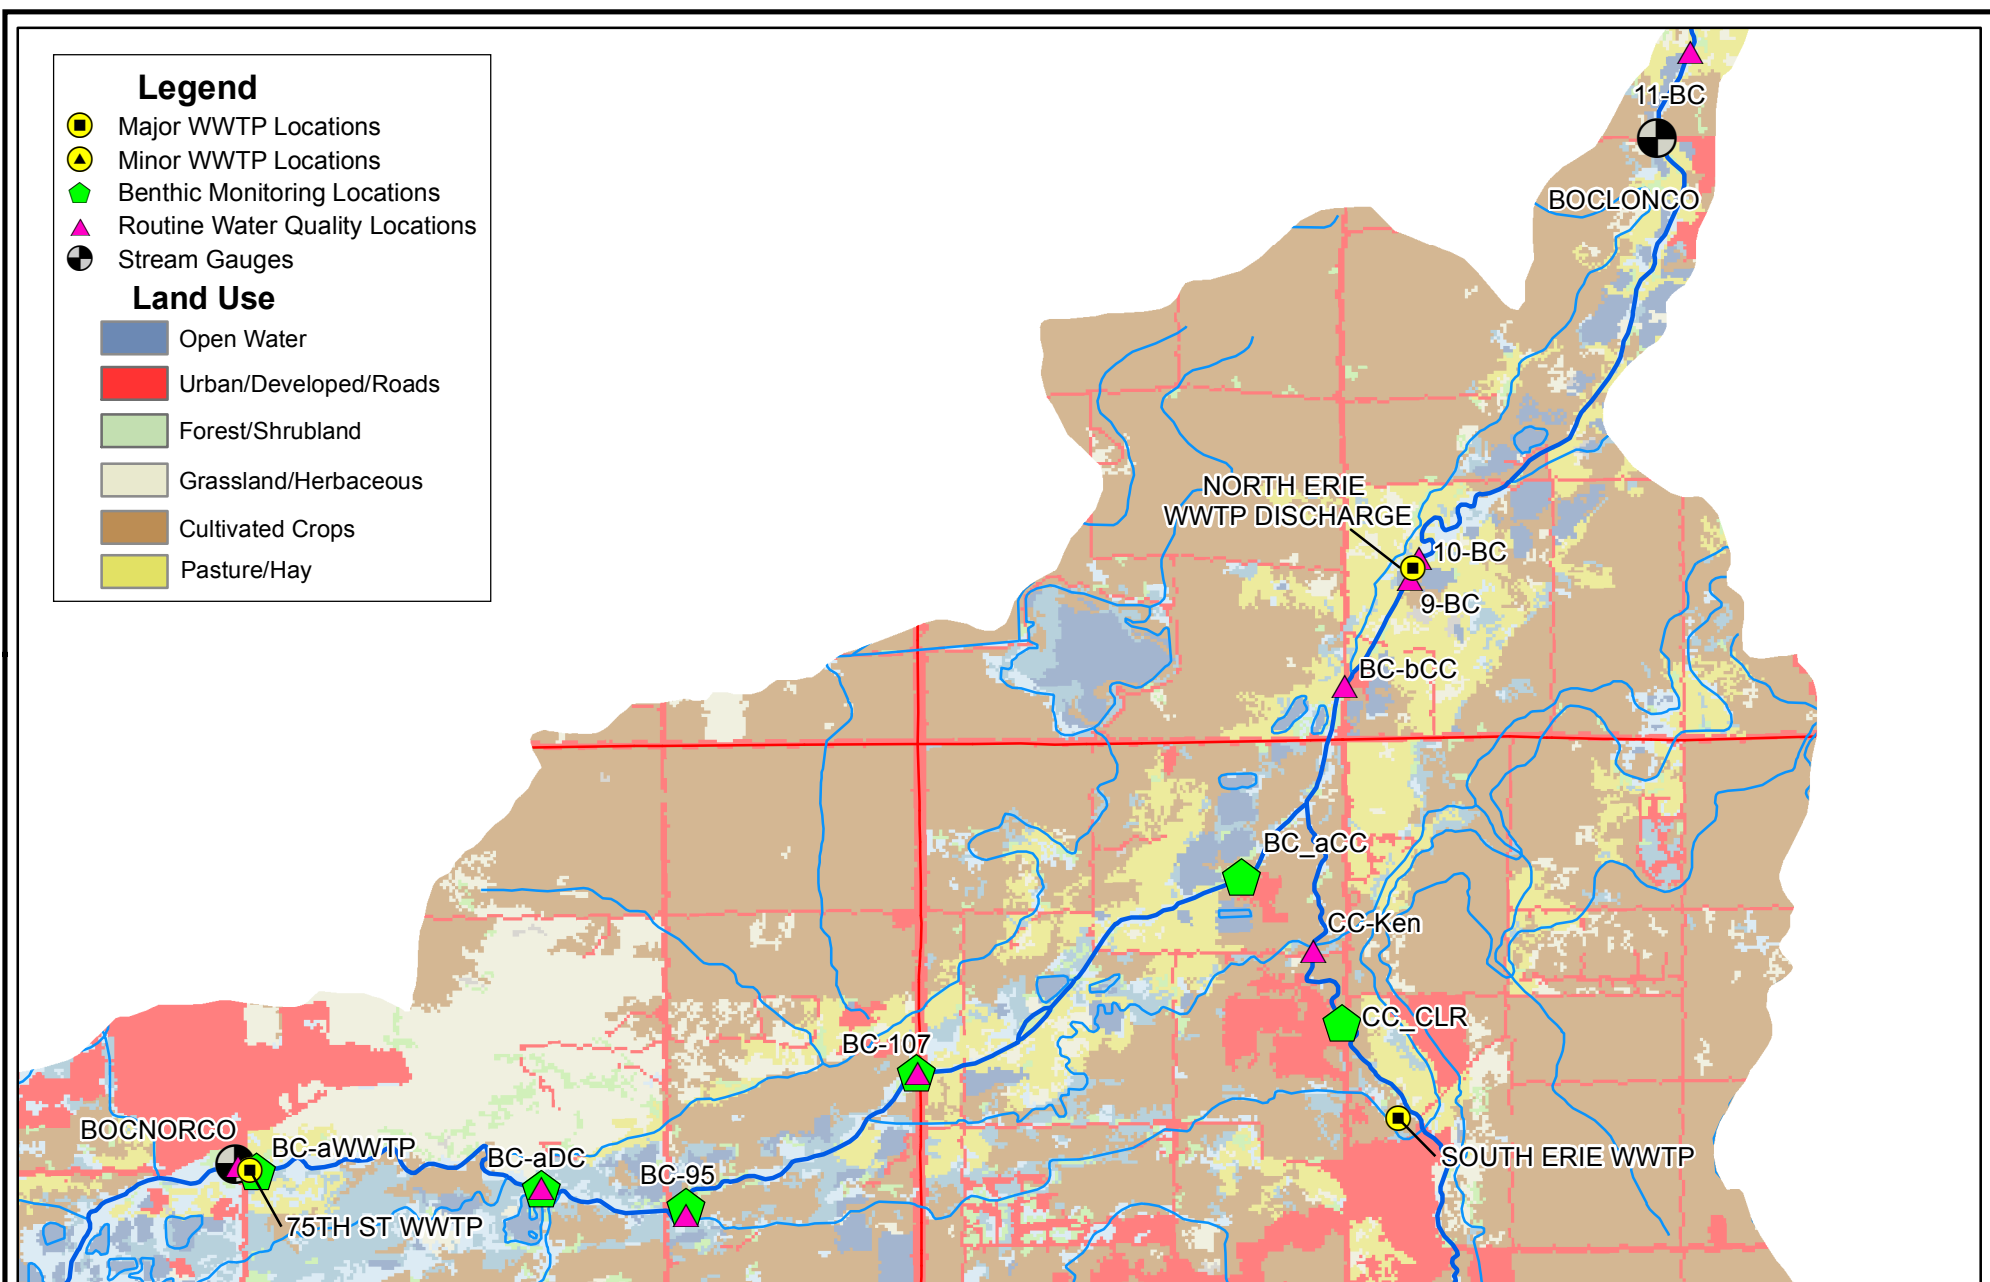 Legend
Major WWTP Locations
Minor WWTP Locations
Benthic Monitoring Locations
Routine Water Quality Locations
Stream Gauges
Land Use
Open Water
Urban/Developed/Roads
Forest/Shrubland
Grassland/Herbaceous
Cultivated Crops
Pasture/Hay
11-BC
BOCLONCO
NORTH ERIE
WWTP DISCHARGE
10-BC
9-BC
BC-bCC
BC_aCC
CC-Ken
CC_CLR
BC-107
BOCNORCO
BC-aWWTP
BC-aDC
BC-95
SOUTH ERIE WWTP
75TH ST WWTP